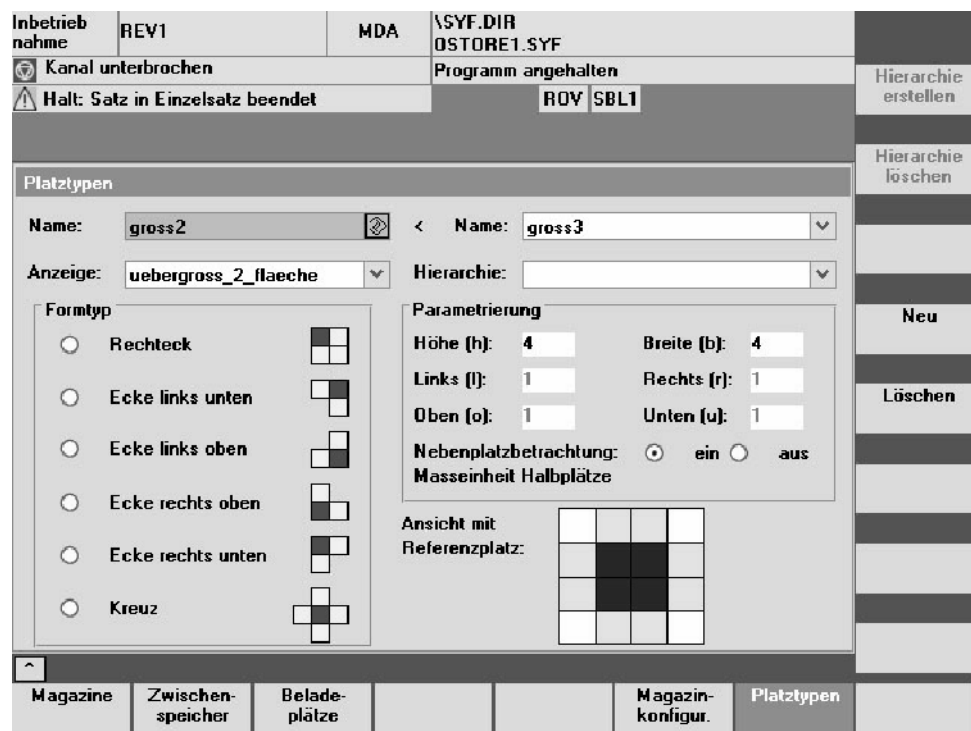 Inbetrieb
nahme
REV1
MDA
\SYF.DIR
OSTORE1.SYF
Kanal unterbrochen
Programm angehalten
Halt: Satz in Einzelsatz beendet
ROV SBL1
Hierarchie
erstellen
Hierarchie
löschen
Neu
Löschen
Platztypen
Name: gross2 < Name: gross3
Anzeige: uebergross_2_flaeche Hierarchie:
Formtyp
Rechteck
Ecke links unten
Ecke links oben
Ecke rechts oben
Ecke rechts unten
Kreuz
Parametrierung
Höhe (h): 4 Breite (b): 4
Links (l): 1 Rechts (r): 1
Oben (o): 1 Unten (u): 1
Nebenplatzbetrachtung: ein aus
Masseinheit Halbplätze
Ansicht mit
Referenzplatz:
^
Magazine
Zwischen-
speicher
Belade-
plätze
Magazin-
konfigur.
Platztypen